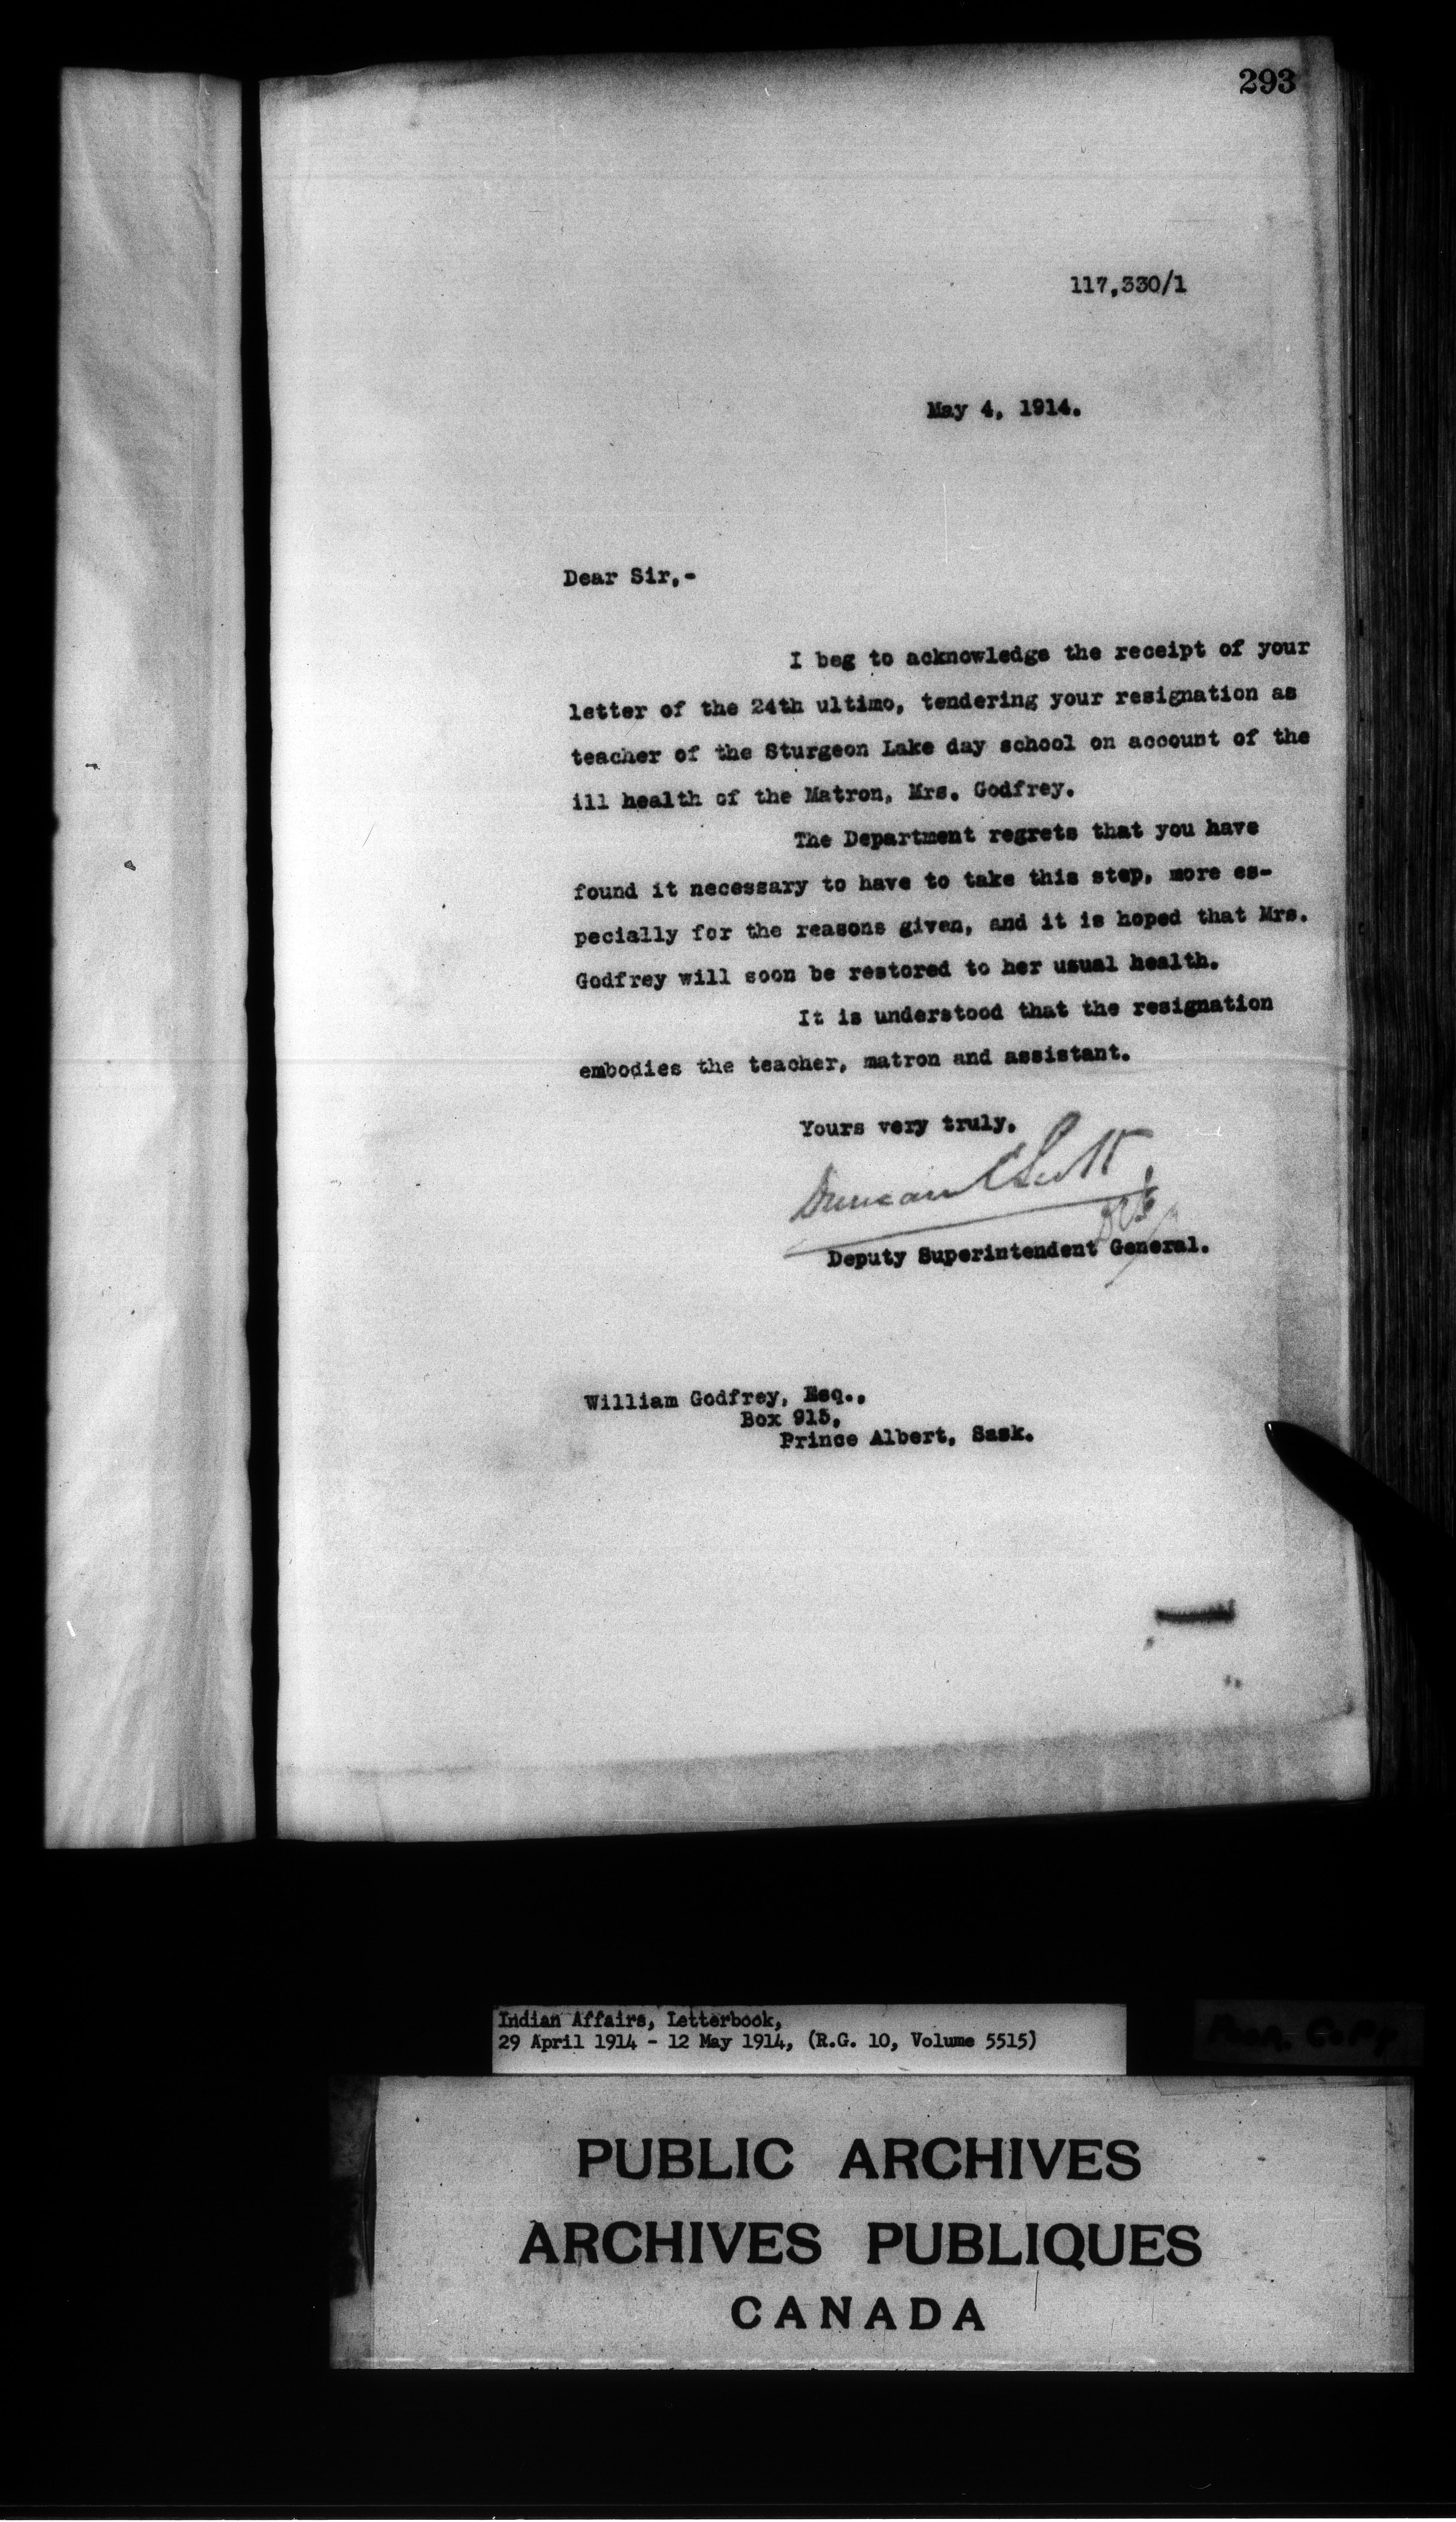 293
117,330/1
May 4, 1914.
Dear Sir,-
I beg to acknowledge the receipt of your
letter of the 24th ultimo, tendering your resignation as
teacher of the Sturgeon Lake day school on account of the
ill health of the Matron, Mrs. Godfrey.
The Department regrets that you have
found it necessary to have to take this step, more es-
pecially for the reasons given, and it is hoped that Mrs.
Godfrey will soon be restored to her usual health.
It is understood that the resignation
embodies the teacher, matron and assistant.
Yours very truly,
Duncan C Scott
Deputy Superintendent General.
William Godfrey, Esq.,
Box 915,
Prince Albert, Sask.
Indian Affairs, Letterbook,
29 April 1914 - 12 May 1914, (R.G. 10, Volume 5515)
PUBLIC ARCHIVES
ARCHIVES PUBLIQUES
CANADA